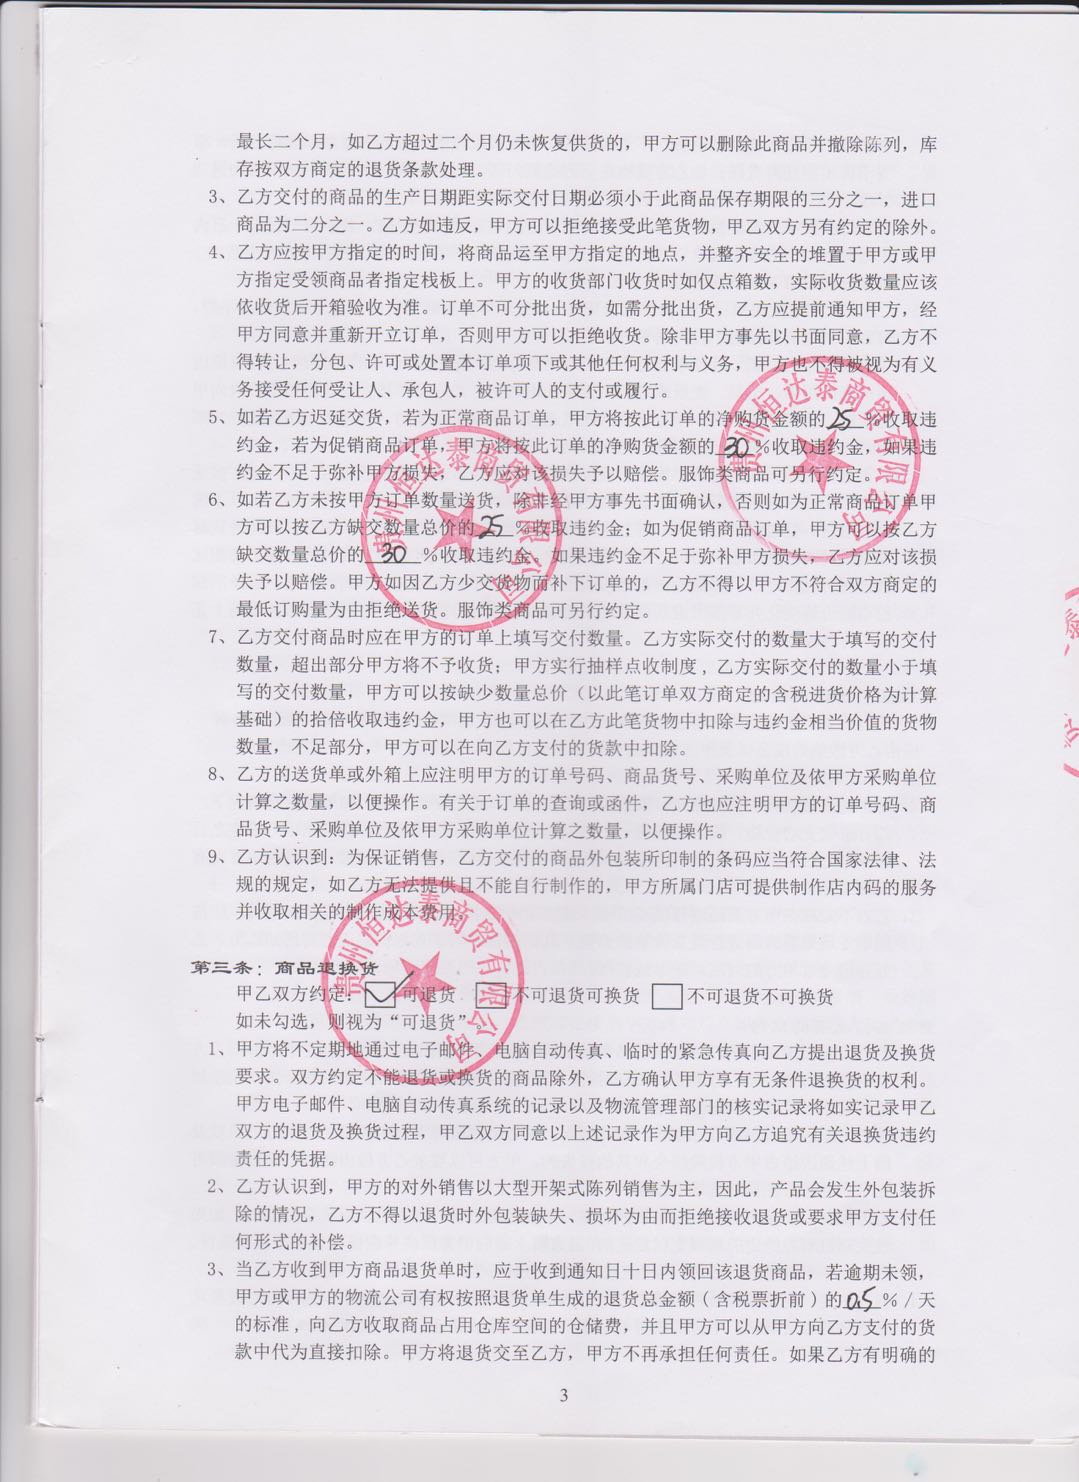 最长二个月，如乙方超过二个月仍未恢复供货的，甲方可以删除此商品并撤除陈列，库
存按双方商定的退货条款处理。
3、乙方交付的商品的生产日期距实际交付日期必须小于此商品保存期限的三分之一，进口
商品为二分之一。乙方如违反，甲方可以拒绝接受此笔货物，甲乙双方另有约定的除外。
4、乙方应按甲方指定的时间，将商品运至甲方指定的地点，并整齐安全的堆置于甲方或甲
方指定受领商品者指定栈板上。甲方的收货部门收货时如仅点箱数，实际收货数量应该
依收货后开箱验收为准。订单不可分批出货，如需分批出货，乙方应提前通知甲方，经
甲方同意并重新开立订单，否则甲方可以拒绝收货。除非甲方事先以书面同意，乙方不
得转让，分包、许可或处置本订单项下或其他任何权利与义务，甲方也不得被视为有义
务接受任何受让人、承包人，被许可人的支付或履行。
5、如若乙方迟延交货，若为正常商品订单，甲方将按此订单的净购货金额的25%收取违
约金，若为促销商品订单，甲方将按此订单的净购货金额的30%收取违约金，如果违
约金不足于弥补甲方损失，乙方应对该损失予以赔偿。服饰类商品可另行约定。
6、如若乙方未按甲方订单数量送货，除非经甲方事先书面确认，否则如为正常商品订单甲
方可以按乙方缺交数量总价的25%收取违约金；如为促销商品订单，甲方可以按乙方
缺交数量总价的30%收取违约金。如果违约金不足于弥补甲方损失，乙方应对该损
失予以赔偿。甲方如因乙方少交货物而补下订单的，乙方不得以甲方不符合双方商定的
最低订购量为由拒绝送货。服饰类商品可另行约定。
7、乙方交付商品时应在甲方的订单上填写交付数量。乙方实际交付的数量大于填写的交付
数量，超出部分甲方将不予收货；甲方实行抽样点收制度，乙方实际交付的数量小于填
写的交付数量，甲方可以按缺少数量总价（以此笔订单双方商定的含税进货价格为计算
基础）的拾倍收取违约金，甲方也可以在乙方此笔货物中扣除与违约金相当价值的货物
数量，不足部分，甲方可以在向乙方支付的货款中扣除。
8、乙方的送货单或外箱上应注明甲方的订单号码、商品货号、采购单位及依甲方采购单位
计算之数量，以便操作。有关于订单的查询或函件，乙方也应注明甲方的订单号码、商
品货号、采购单位及依甲方采购单位计算之数量，以便操作。
9、乙方认识到：为保证销售，乙方交付的商品外包装所印制的条码应当符合国家法律、法
规的规定，如乙方无法提供且不能自行制作的，甲方所属门店可提供制作店内码的服务
并收取相关的制作成本费用。
第三条：商品退换货
甲乙双方约定：☑可退货 □不可退货可换货 □不可退货不可换货
如未勾选，则视为“可退货”。
1、甲方将不定期地通过电子邮件、电脑自动传真、临时的紧急传真向乙方提出退货及换货
要求。双方约定不能退货或换货的商品除外，乙方确认甲方享有无条件退换货的权利。
甲方电子邮件、电脑自动传真系统的记录以及物流管理部门的核实记录将如实记录甲乙
双方的退货及换货过程，甲乙双方同意以上述记录作为甲方向乙方追究有关退换货违约
责任的凭据。
2、乙方认识到，甲方的对外销售以大型开架式陈列销售为主，因此，产品会发生外包装拆
除的情况，乙方不得以退货时外包装缺失、损坏为由而拒绝接收退货或要求甲方支付任
何形式的补偿。
3、当乙方收到甲方商品退货单时，应于收到通知日十日内领回该退货商品，若逾期未领，
甲方或甲方的物流公司有权按照退货单生成的退货总金额（含税票折前）的0.5%/天
的标准，向乙方收取商品占用仓库空间的仓储费，并且甲方可以从甲方向乙方支付的货
款中代为直接扣除。甲方将退货交至乙方，甲方不再承担任何责任。如果乙方有明确的
3
贵州恒达泰商贸有限公司
贵州恒达泰商贸有限公司
贵州恒达泰商贸有限公司